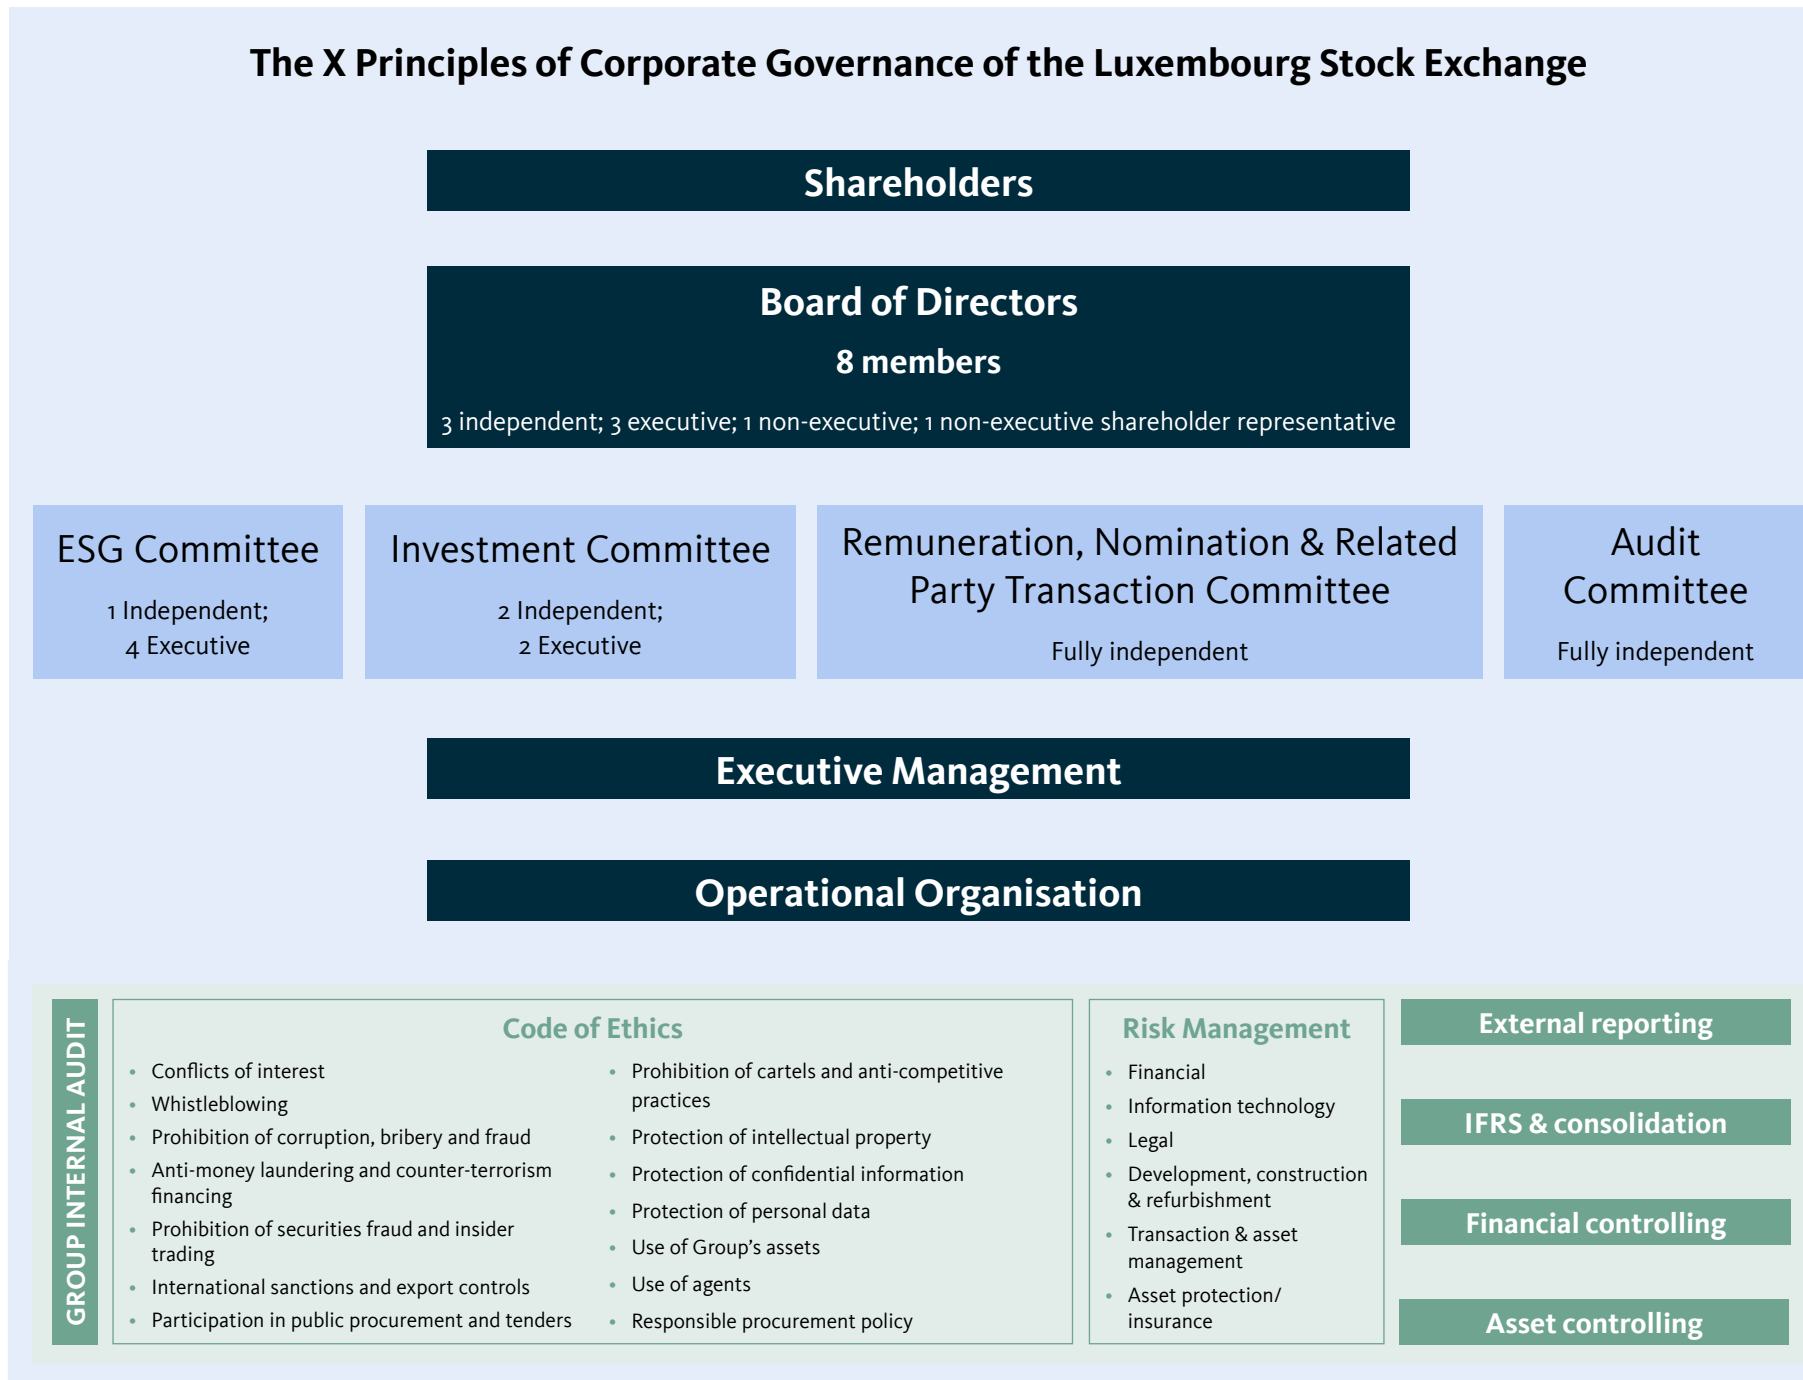 The X Principles of Corporate Governance of the Luxembourg Stock Exchange
Shareholders
Board of Directors
8 members
3 independent; 3 executive; 1 non-executive; 1 non-executive shareholder representative
ESG Committee
1 Independent;
4 Executive
Investment Committee
2 Independent;
2 Executive
Remuneration, Nomination & Related
Party Transaction Committee
Fully independent
Audit
Committee
Fully independent
Executive Management
Operational Organisation
GROUP INTERNAL AUDIT
Code of Ethics
• Conflicts of interest
• Whistleblowing
• Prohibition of corruption, bribery and fraud
• Anti-money laundering and counter-terrorism
financing
• Prohibition of securities fraud and insider
trading
• International sanctions and export controls
• Participation in public procurement and tenders
• Prohibition of cartels and anti-competitive
practices
• Protection of intellectual property
• Protection of confidential information
• Protection of personal data
• Use of Group’s assets
• Use of agents
• Responsible procurement policy
Risk Management
• Financial
• Information technology
• Legal
• Development, construction
& refurbishment
• Transaction & asset
management
• Asset protection/
insurance
External reporting
IFRS & consolidation
Financial controlling
Asset controlling